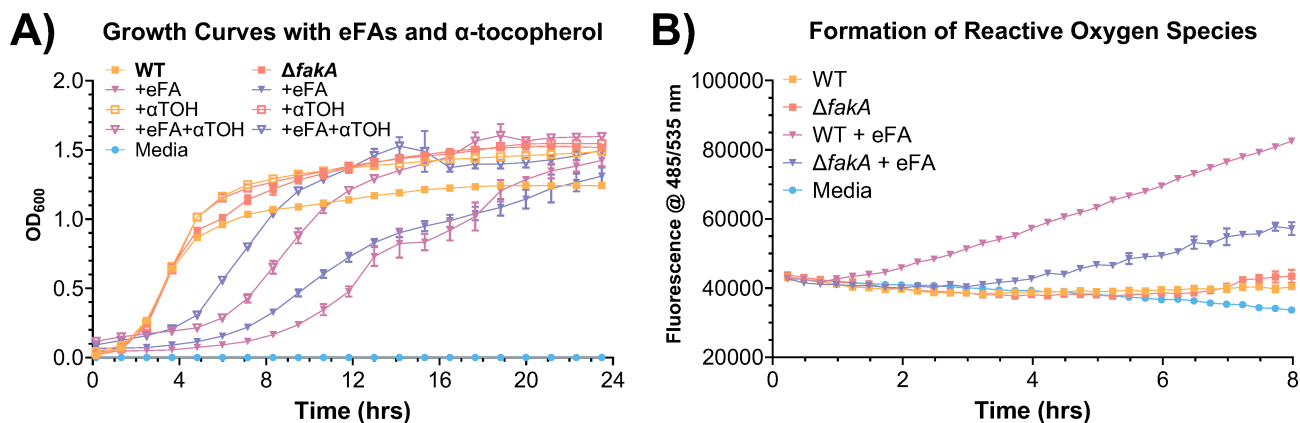 A)
Growth Curves with eFAs and α-tocopherol
WT
ΔfakA
+eFA
+eFA
+αTOH
+αTOH
+eFA+αTOH
+eFA+αTOH
Media
2.0
1.5
1.0
0.5
0.0
OD600
0 4 8 12 16 20 24
Time (hrs)
B)
Formation of Reactive Oxygen Species
WT
ΔfakA
WT + eFA
ΔfakA + eFA
Media
100000
80000
60000
40000
20000
Fluorescence @ 485/535 nm
0 2 4 6 8
Time (hrs)